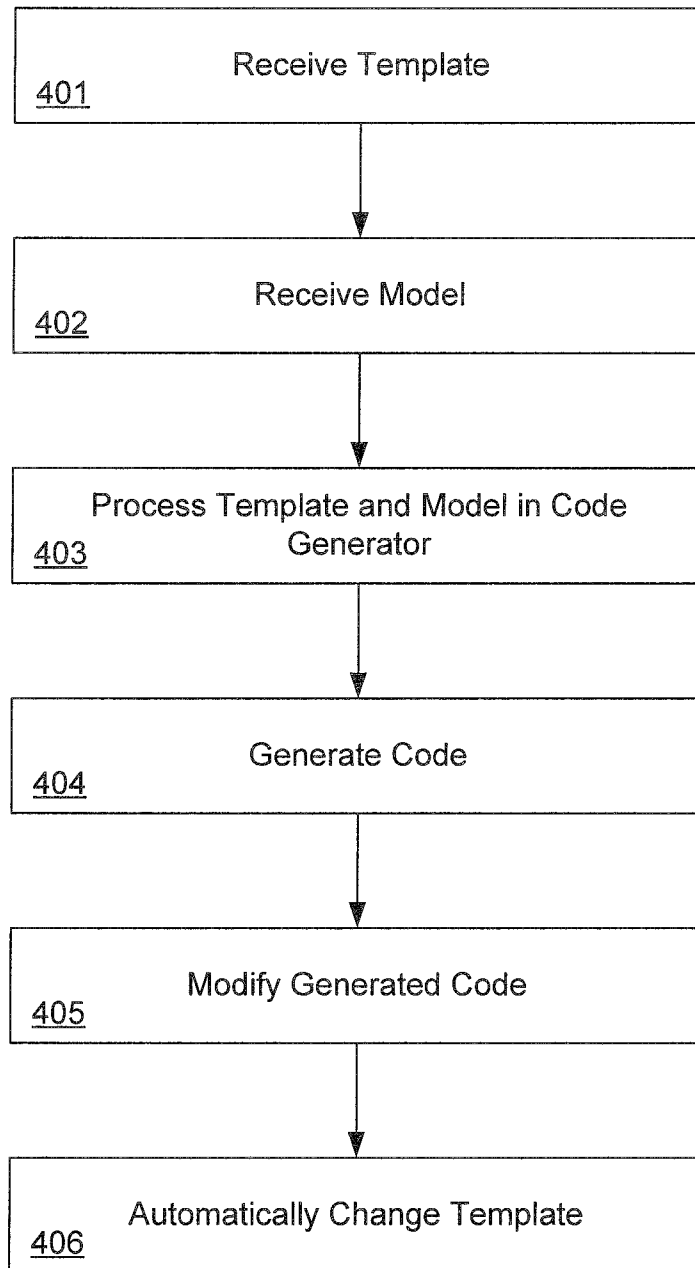 Receive Template
401
Receive Model
402
Process Template and Model in Code
Generator
403
Generate Code
404
Modify Generated Code
405
Automatically Change Template
406